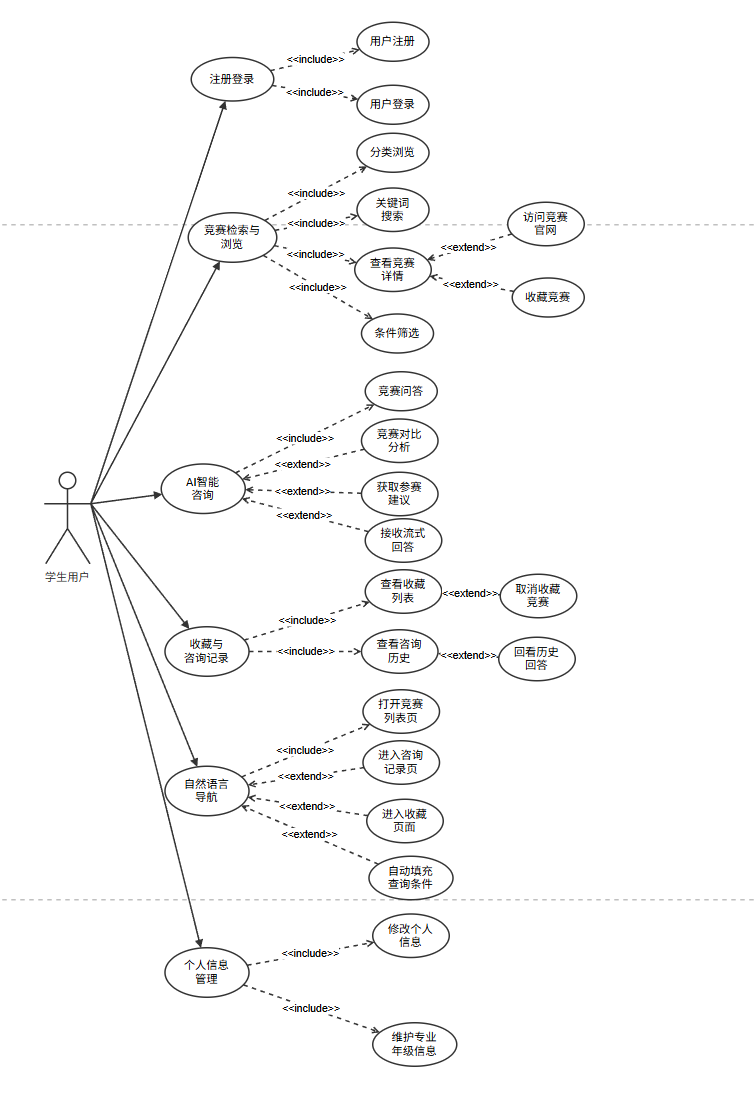 用户注册
<<include>>
注册登录
<<include>>
用户登录
分类浏览
<<include>>
关键词
搜索
<<include>>
竞赛检索与
浏览
访问竞赛
官网
<<extend>>
<<include>>
查看竞赛
详情
<<extend>>
收藏竞赛
<<include>>
条件筛选
竞赛问答
<<include>>
竞赛对比
分析
<<extend>>
AI智能
咨询
<<extend>>
获取参赛
建议
<<extend>>
接收流式
回答
学生用户
查看收藏
列表
<<extend>>
取消收藏
竞赛
<<include>>
收藏与
咨询记录
<<include>>
查看咨询
历史
<<extend>>
回看历史
回答
打开竞赛
列表页
<<include>>
进入咨询
记录页
<<extend>>
自然语言
导航
<<extend>>
进入收藏
页面
<<extend>>
自动填充
查询条件
修改个人
信息
<<include>>
个人信息
管理
<<include>>
维护专业
年级信息